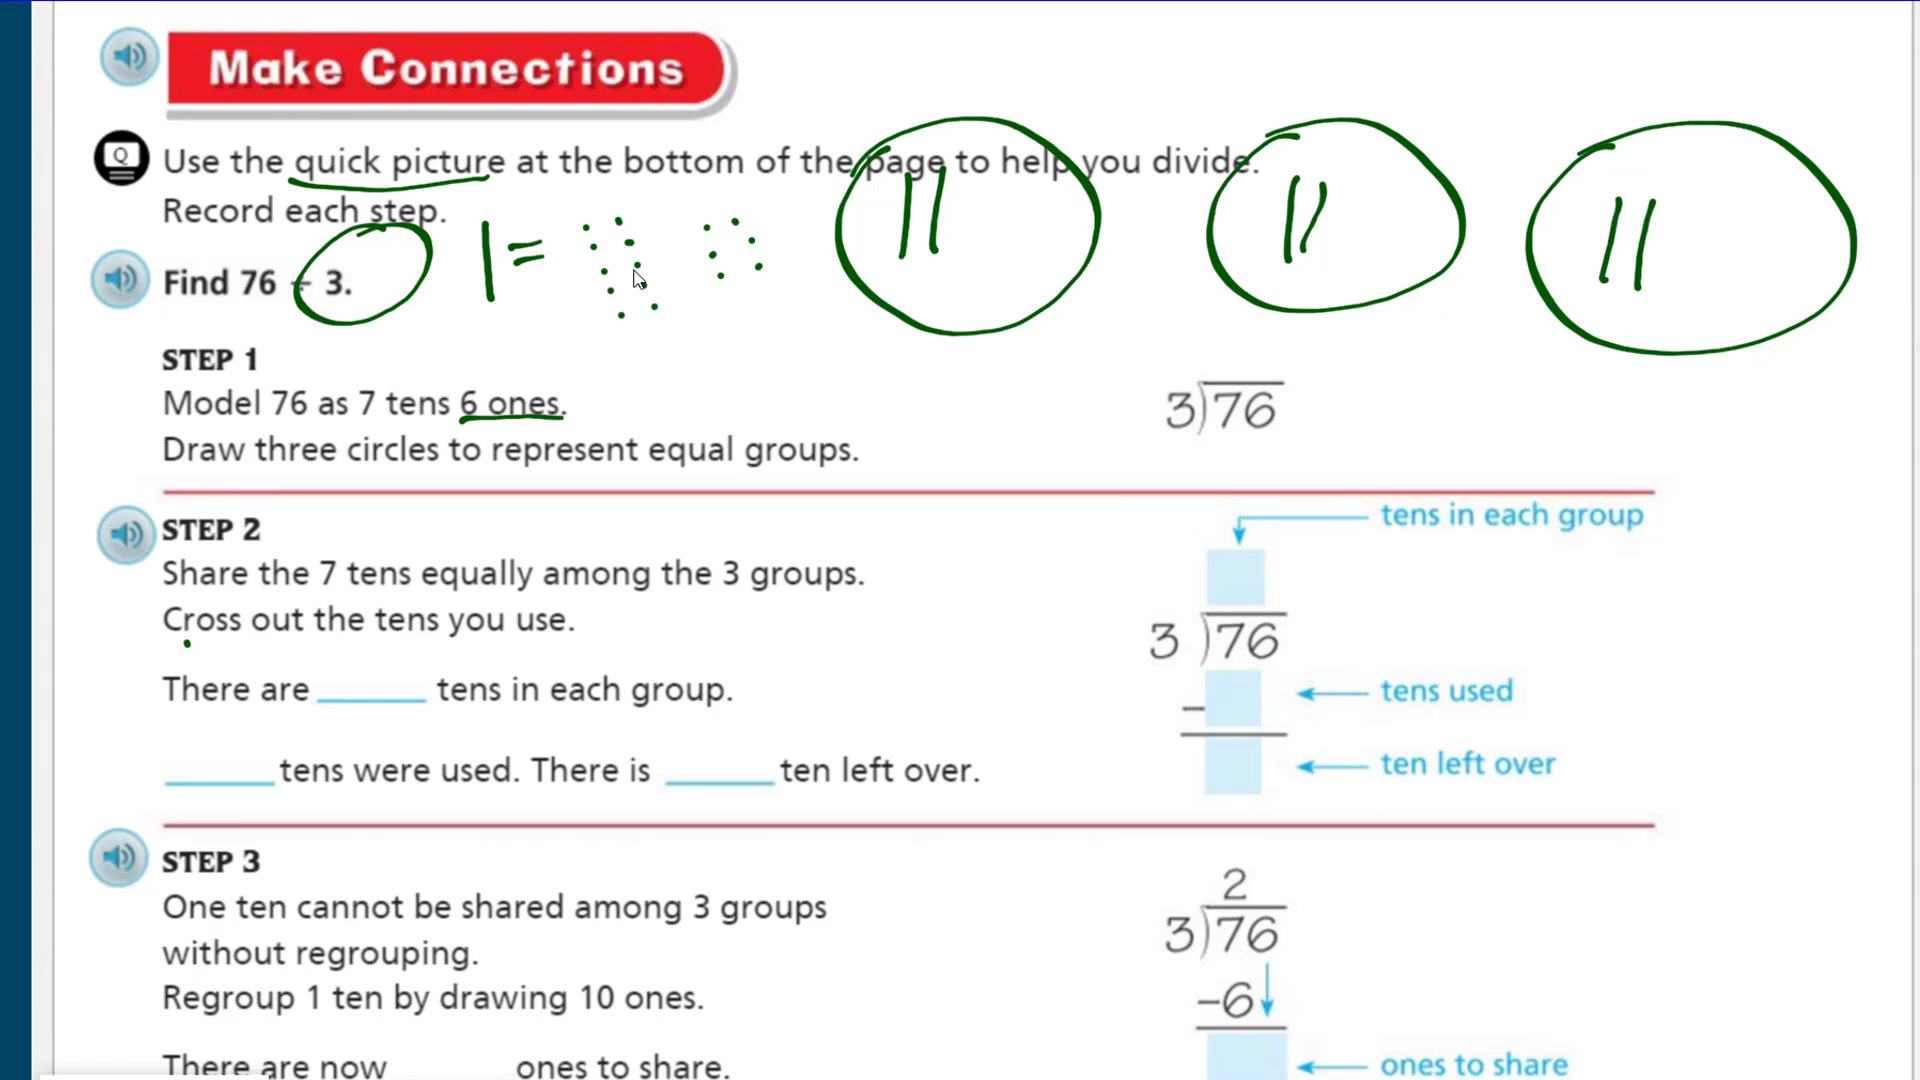 Make Connections
Q
Use the quick picture at the bottom of the page to help you divide.
Record each step.
Find 76 ÷ 3.
STEP 1
Model 76 as 7 tens 6 ones.
Draw three circles to represent equal groups.
3)76
STEP 2
Share the 7 tens equally among the 3 groups.
Cross out the tens you use.
There are ______ tens in each group.
______ tens were used. There is ______ ten left over.
tens in each group
3 )76
–
tens used
ten left over
STEP 3
One ten cannot be shared among 3 groups
without regrouping.
Regroup 1 ten by drawing 10 ones.
There are now ______ ones to share.
2
3)76
–6
ones to share